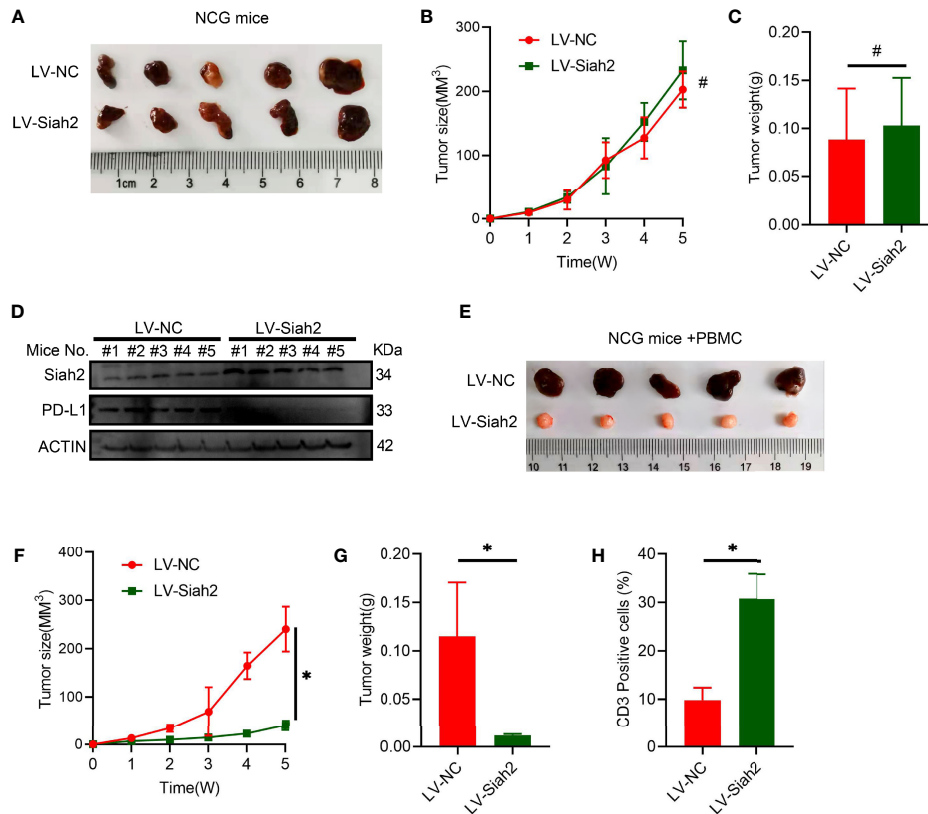 A
NCG mice
LV-NC
LV-Siah2
1cm 2 3 4 5 6 7 8
B
300
200
100
0
Tumor size(MM3)
LV-NC
LV-Siah2
#
0 1 2 3 4 5
Time(W)
C
0.20
0.15
0.10
0.05
0.00
Tumor weight(g)
#
LV-NC
LV-Siah2
D
LV-NC LV-Siah2
Mice No. #1 #2 #3 #4 #5 #1 #2 #3 #4 #5 KDa
Siah2 34
PD-L1 33
ACTIN 42
E
NCG mice +PBMC
LV-NC
LV-Siah2
10 11 12 13 14 15 16 17 18 19
F
400
300
200
100
0
Tumor size(MM3)
LV-NC
LV-Siah2
*
0 1 2 3 4 5
Time(W)
G
0.20
0.15
0.10
0.05
0.00
Tumor weight(g)
*
LV-NC
LV-Siah2
H
40
30
20
10
0
CD3 Positive cells (%)
*
LV-NC
LV-Siah2